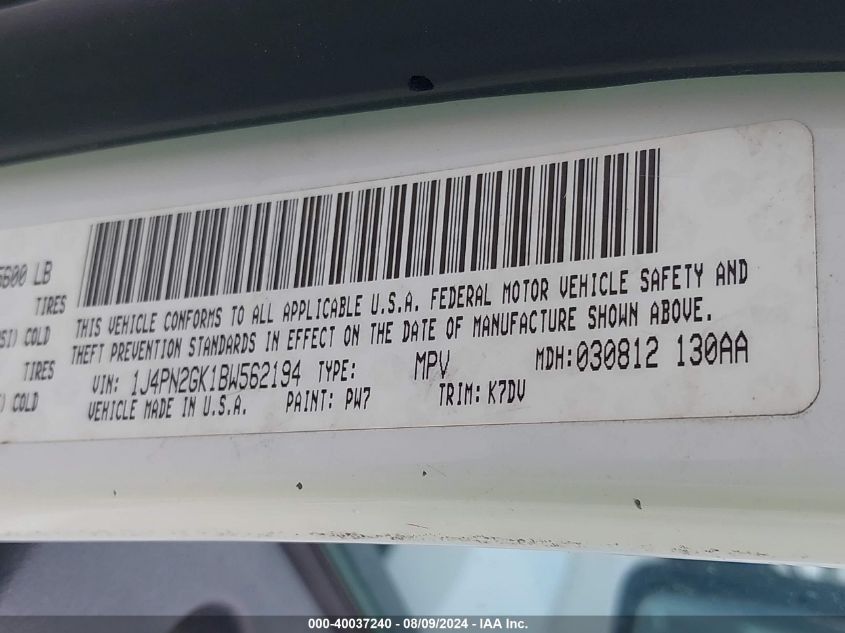 5600 LB
TIRES
SI) COLD
TIRES
) COLD
THIS VEHICLE CONFORMS TO ALL APPLICABLE U.S.A. FEDERAL MOTOR VEHICLE SAFETY AND
THEFT PREVENTION STANDARDS IN EFFECT ON THE DATE OF MANUFACTURE SHOWN ABOVE.
VIN: 1J4PN2GK1BW562194 TYPE: MPV MDH:030812 130AA
VEHICLE MADE IN U.S.A. PAINT: PW7 TRIM: K7DV
000-40037240 - 08/09/2024 - IAA Inc.